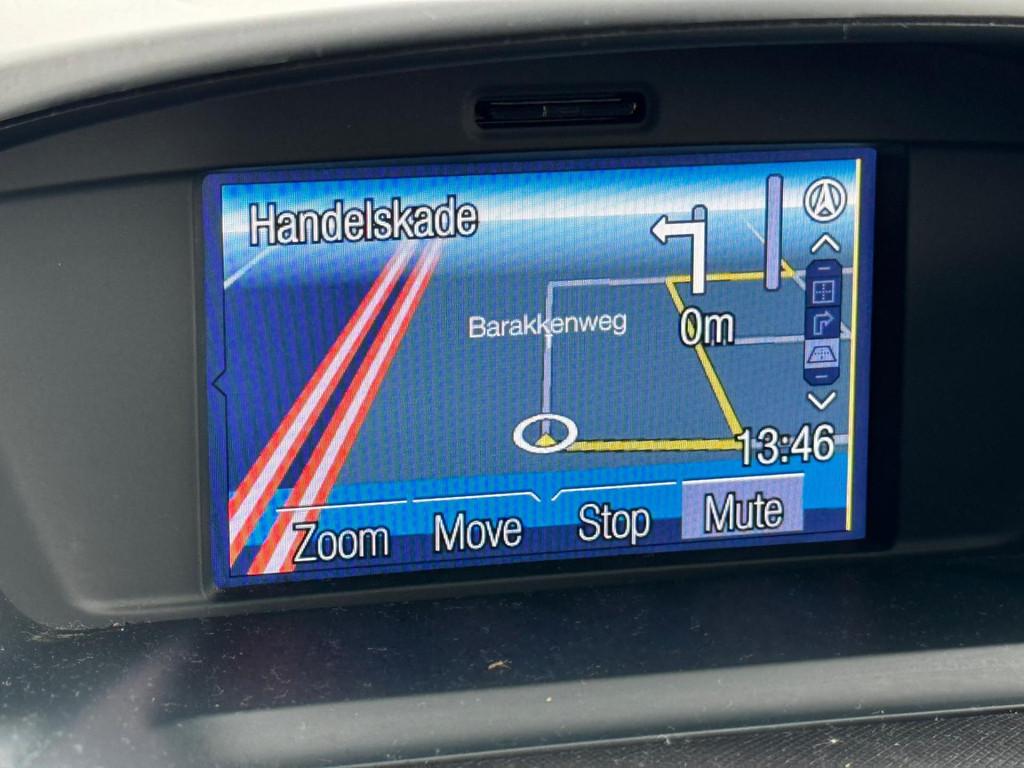 Handelskade
Barakkenweg
0m
13:46
Zoom
Move
Stop
Mute